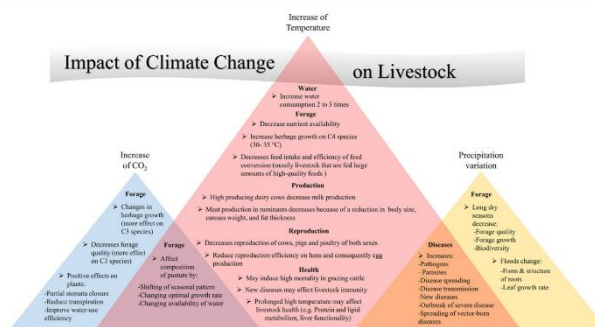 Increase of
Temperature
Impact of Climate Change
on Livestock
Water
➤ Increase water
consumption 2 to 3 times
Forage
➤ Decrease nutrient availability
➤ Increase herbage growth on C4 species
(30- 35 °C)
➤ Decreases feed intake and efficiency of feed
conversion (mostly livestock that are fed large
amounts of high-quality feeds )
Production
➤ High producing dairy cows decrease milk production
➤ Meat production in ruminants decreases because of a reduction in body size,
carcass weight, and fat thickness
Reproduction
➤ Decreases reproduction of cows, pigs and poultry of both sexes
➤ Reduce reproduction efficiency on hens and consequently egg
production
Health
➤ May induce high mortality in grazing cattle
➤ New diseases may effect livestock immunity
➤ Prolonged high temperature may affect
livestock health (e.g. Protein and lipid
metabolism, liver functionality)
Increase
of CO₂
Forage
➤ Changes in
herbage growth
(more effect on
C3 species)
➤ Decreases forage
quality (more effect
on C3 species)
➤ Positive effects on
plants:
-Partial stomata closure
-Reduce transpiration
-Improve water-use
efficiency
Forage
➤ Affect
composition
of pasture by:
-Shifting of seasonal pattern
-Changing optimal growth rate
-Changing availability of water
Precipitation
variation
Forage
➤ Long dry
seasons
decrease:
-Forage quality
-Forage growth
-Biodiversity
➤ Floods change:
-Form & structure
of roots
-Leaf growth rate
Diseases
➤ Increases:
-Pathogens
- Parasites
-Disease spreading
-Disease transmission
-New diseases
-Outbreak of severe disease
-Spreading of vector-born
diseases